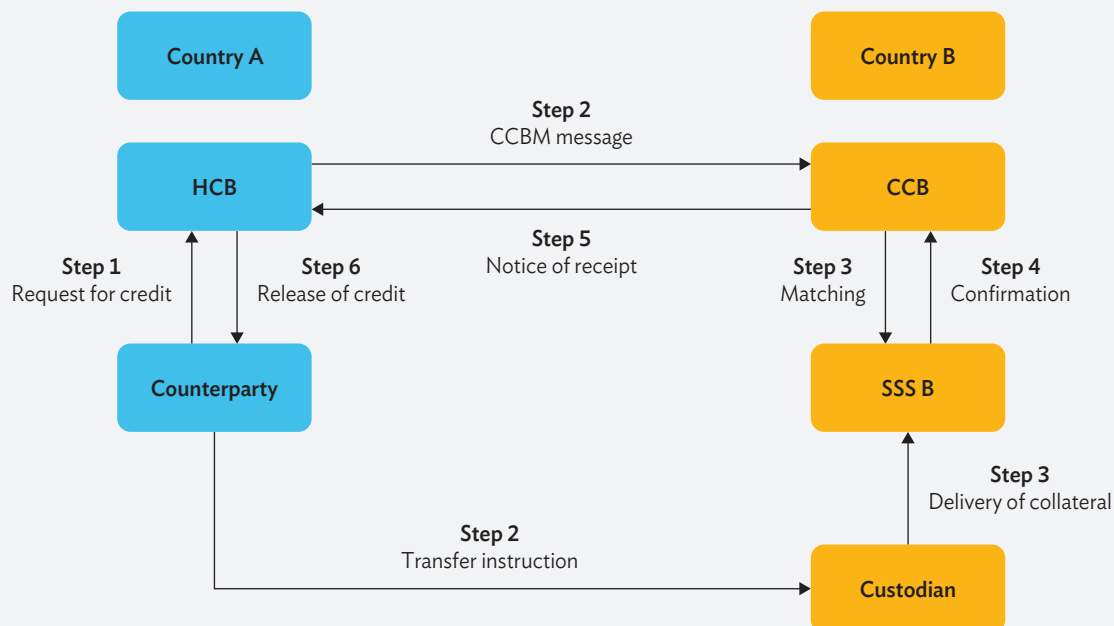 Country A
Country B
Step 2
CCBM message
HCB
CCB
Step 5
Notice of receipt
Step 1
Request for credit
Step 6
Release of credit
Step 3
Matching
Step 4
Confirmation
Counterparty
SSS B
Step 3
Delivery of collateral
Step 2
Transfer instruction
Custodian